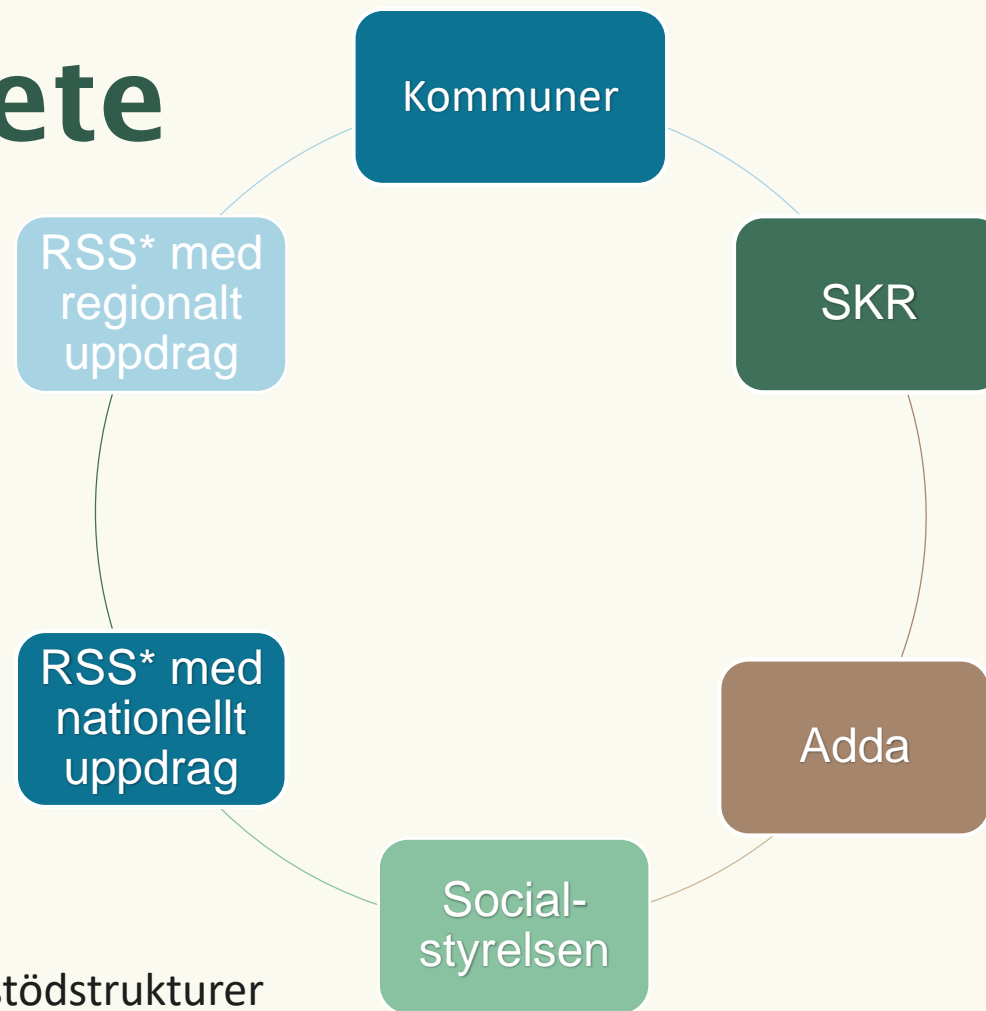 ete
Kommuner
RSS* med
regionalt
uppdrag
SKR
RSS* med
nationellt
uppdrag
Adda
Social-
styrelsen
stödstrukturer